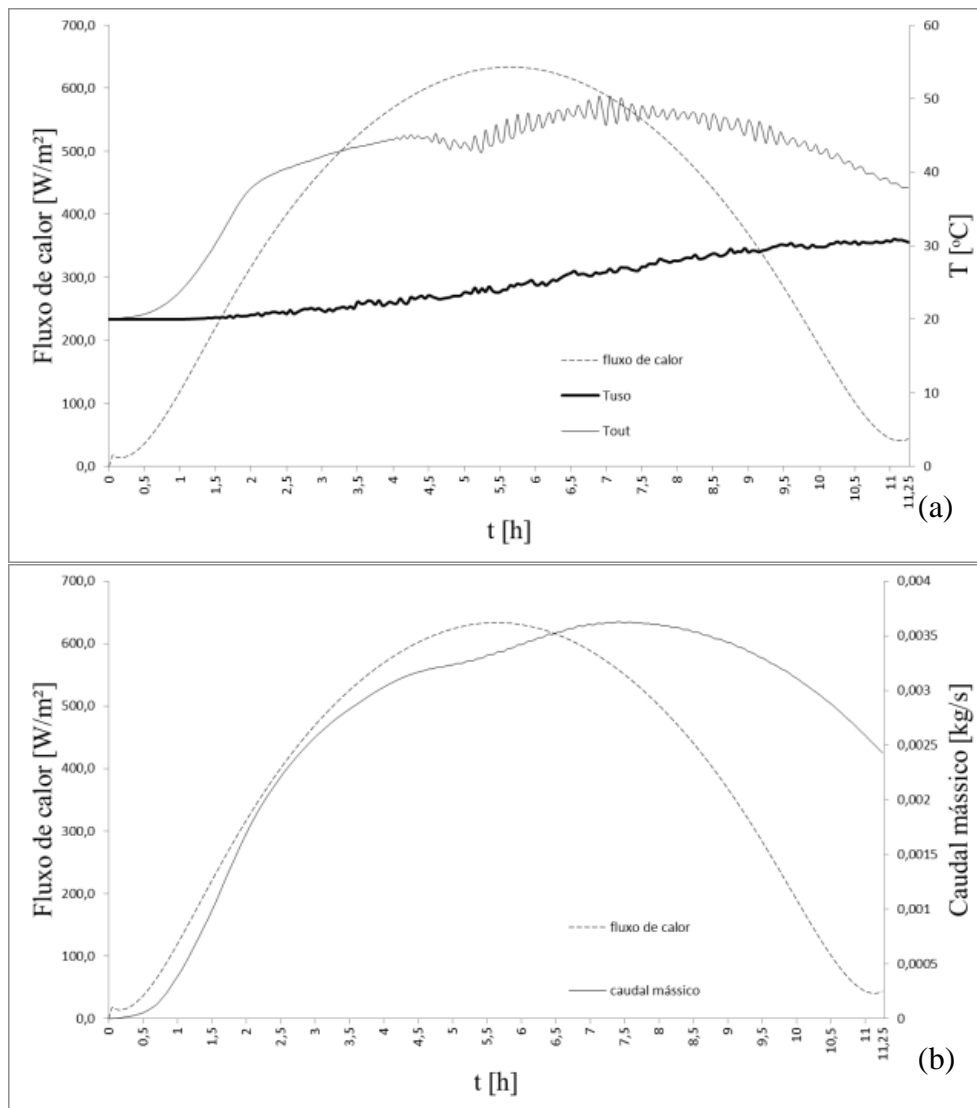 700,0
600,0
500,0
400,0
300,0
200,0
100,0
0,0
Fluxo de calor [W/m²]
60
50
40
30
20
10
0
T [ºC]
fluxo de calor
Tuso
Tout
0 0,5 1 1,5 2 2,5 3 3,5 4 4,5 5 5,5 6 6,5 7 7,5 8 8,5 9 9,5 10 10,5 11 11,25
t [h]
(a)
700,0
600,0
500,0
400,0
300,0
200,0
100,0
0,0
Fluxo de calor [W/m²]
0,004
0,0035
0,003
0,0025
0,002
0,0015
0,001
0,0005
0
Caudal mássico [kg/s]
fluxo de calor
caudal mássico
0 0,5 1 1,5 2 2,5 3 3,5 4 4,5 5 5,5 6 6,5 7 7,5 8 8,5 9 9,5 10 10,5 11 11,25
t [h]
(b)